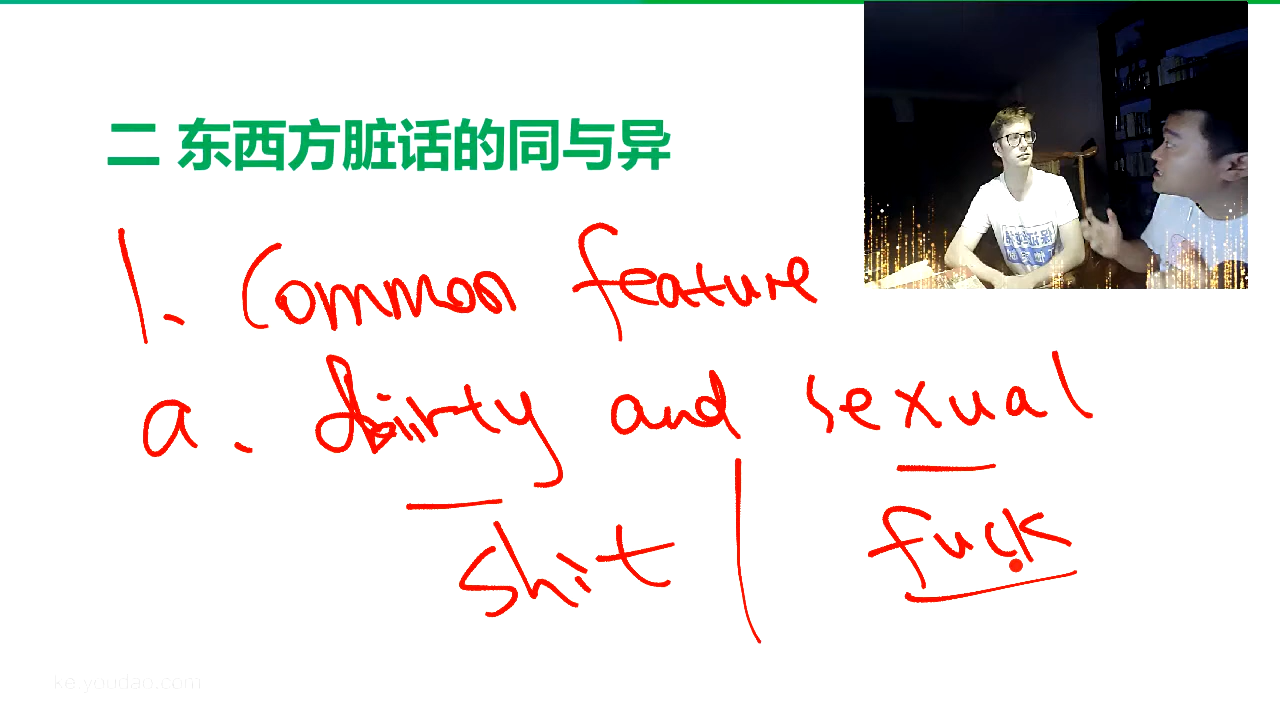 二 东西方脏话的同与异
1. Common feature
a. dirty and sexual
shit | fuck
ke.youdao.com